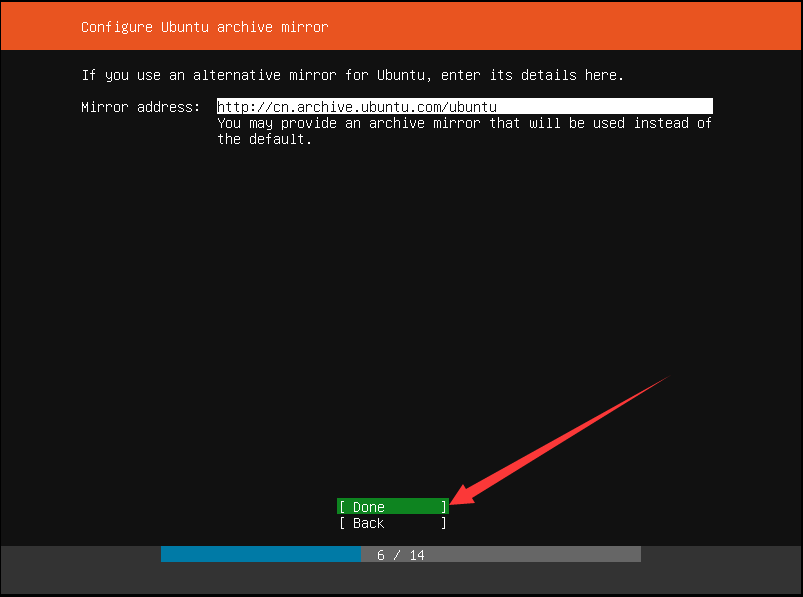 Configure Ubuntu archive mirror
If you use an alternative mirror for Ubuntu, enter its details here.
Mirror address: http://cn.archive.ubuntu.com/ubuntu
You may provide an archive mirror that will be used instead of
the default.
[ Done ]
[ Back ]
6 / 14